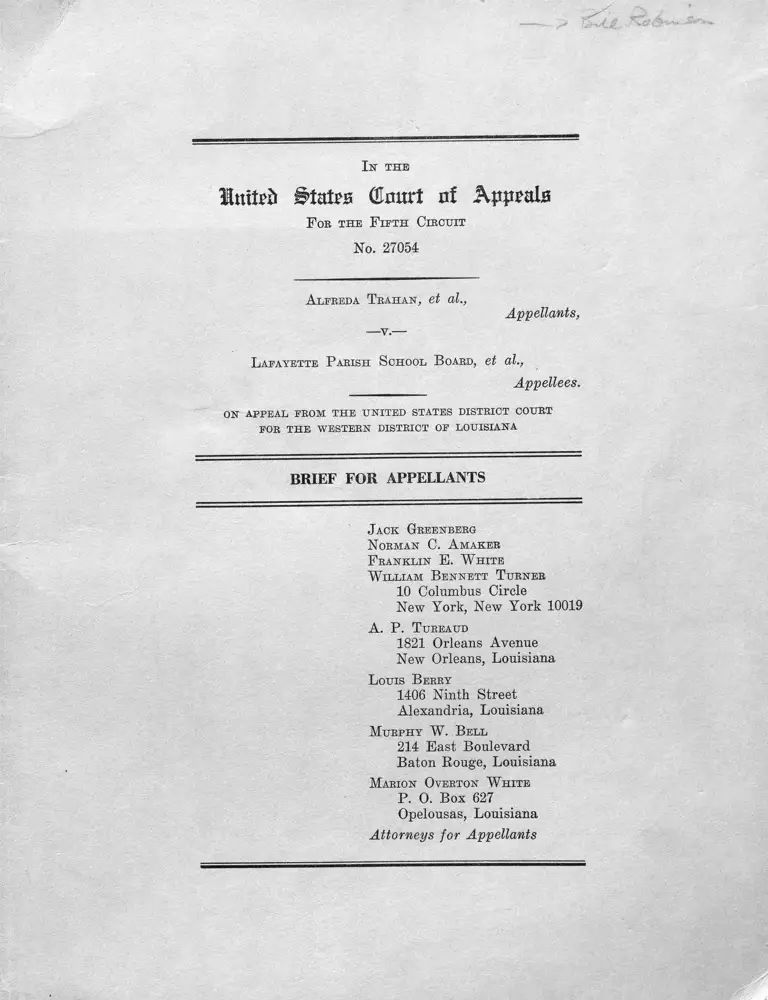 —> Bill Robinson
IN THE
United States Court of Appeals
FOR THE FIFTH CIRCUIT
No. 27054
ALFREDA TRAHAN, et al.,
Appellants,
—v.—
LAFAYETTE PARISH SCHOOL BOARD, et al.,
Appellees.
ON APPEAL FROM THE UNITED STATES DISTRICT COURT
FOR THE WESTERN DISTRICT OF LOUISIANA
BRIEF FOR APPELLANTS
JACK GREENBERG
NORMAN C. AMAKER
FRANKLIN E. WHITE
WILLIAM BENNETT TURNER
10 Columbus Circle
New York, New York 10019
A. P. TUREAUD
1821 Orleans Avenue
New Orleans, Louisiana
LOUIS BERRY
1406 Ninth Street
Alexandria, Louisiana
MURPHY W. BELL
214 East Boulevard
Baton Rouge, Louisiana
MARION OVERTON WHITE
P. O. Box 627
Opelousas, Louisiana
Attorneys for Appellants